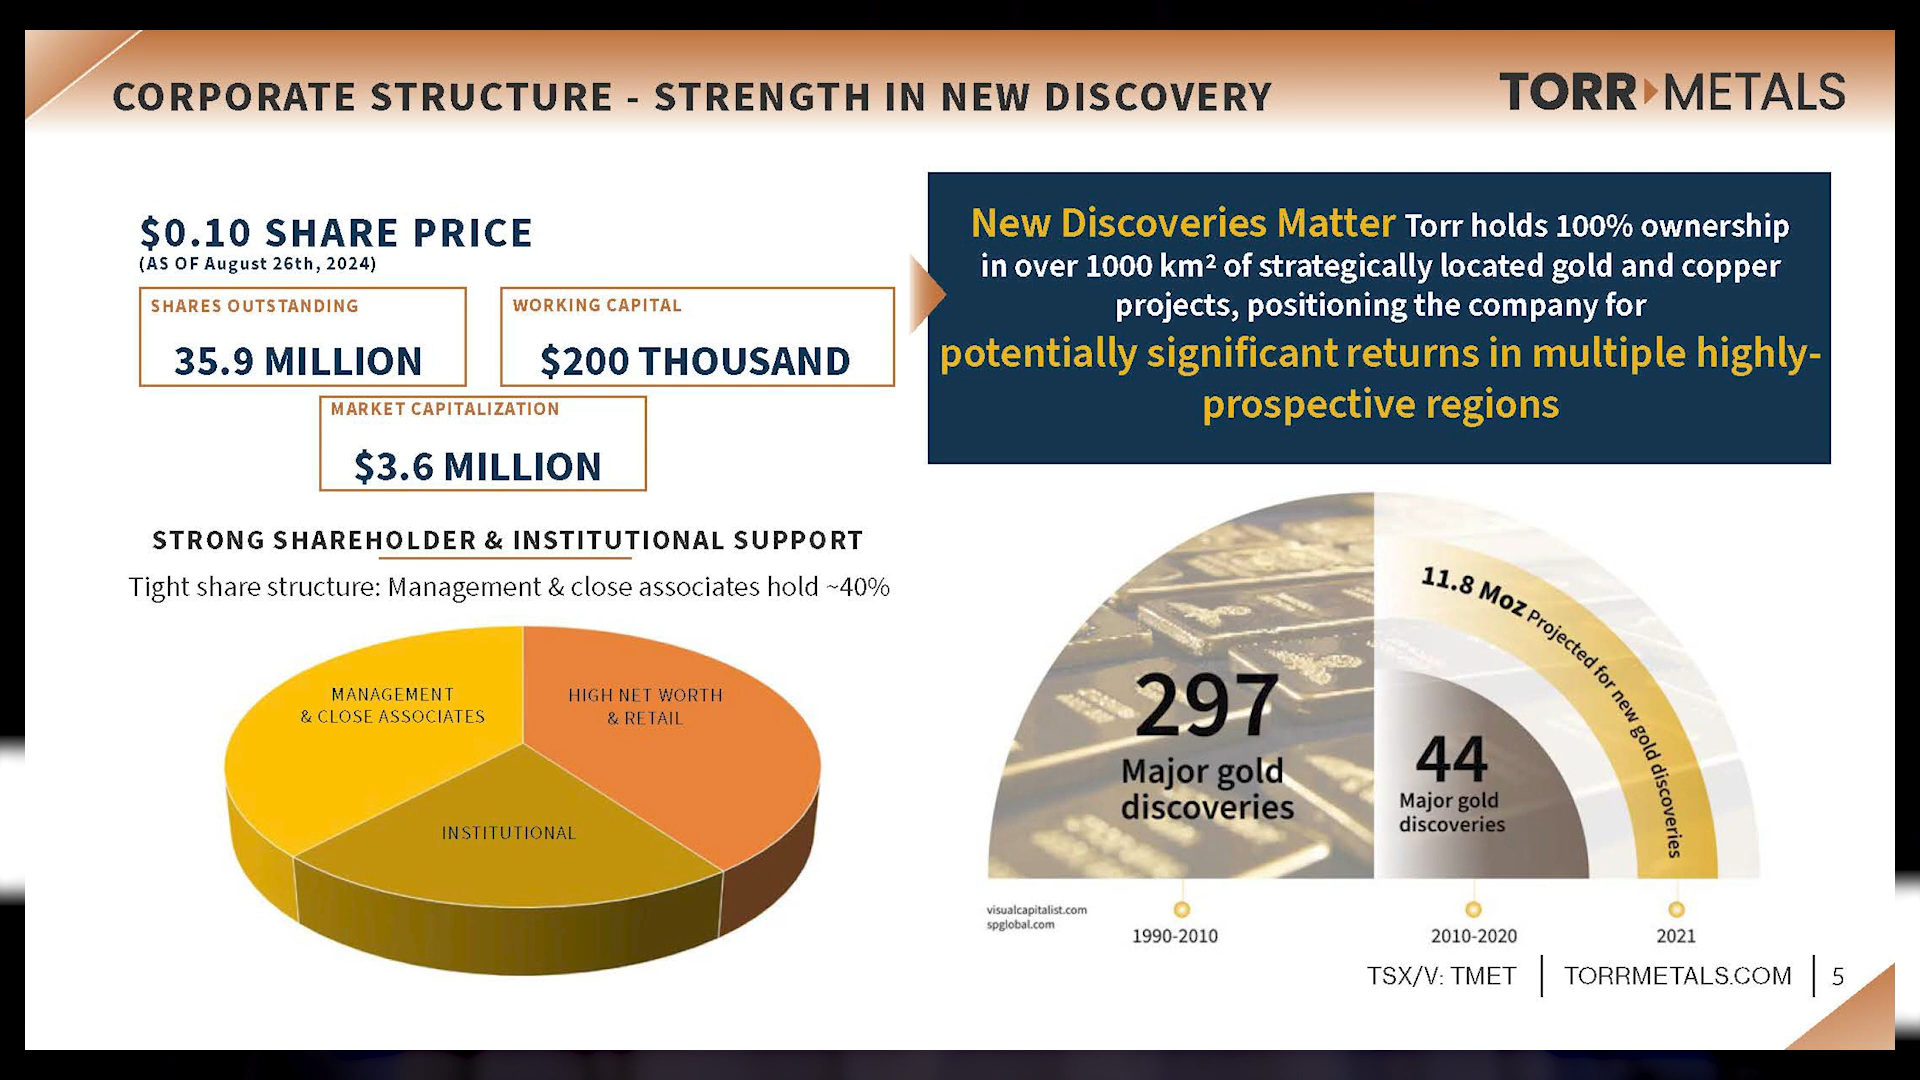 CORPORATE STRUCTURE - STRENGTH IN NEW DISCOVERY
TORR METALS
$0.10 SHARE PRICE
(AS OF August 26th, 2024)
SHARES OUTSTANDING
35.9 MILLION
WORKING CAPITAL
$200 THOUSAND
MARKET CAPITALIZATION
$3.6 MILLION
STRONG SHAREHOLDER & INSTITUTIONAL SUPPORT
Tight share structure: Management & close associates hold ~40%
MANAGEMENT
& CLOSE ASSOCIATES
HIGH NET WORTH
& RETAIL
INSTITUTIONAL
New Discoveries Matter Torr holds 100% ownership
in over 1000 km² of strategically located gold and copper
projects, positioning the company for
potentially significant returns in multiple highly-
prospective regions
297
Major gold
discoveries
44
Major gold
discoveries
11.8 Moz Projected for new gold discoveries
visualcapitalist.com
spglobal.com
1990-2010
2010-2020
2021
TSX/V: TMET
TORRMETALS.COM
5